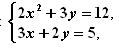 : { 2x² + 3y = 12,
3x + 2y = 5,